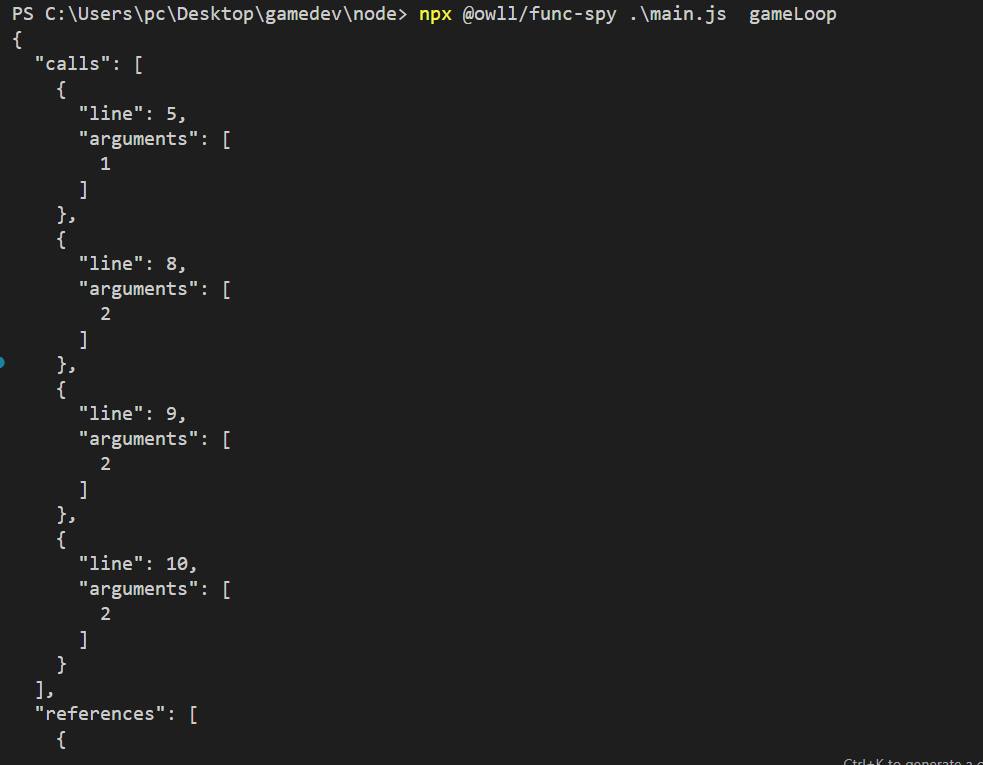 PS C:\Users\pc\Desktop\gamedev\node> npx @owll/func-spy .\main.js  gameLoop
{
  "calls": [
    {
      "line": 5,
      "arguments": [
        1
      ]
    },
    {
      "line": 8,
      "arguments": [
        2
      ]
    },
    {
      "line": 9,
      "arguments": [
        2
      ]
    },
    {
      "line": 10,
      "arguments": [
        2
      ]
    }
  ],
  "references": [
    {
Ctrl+K to generate a